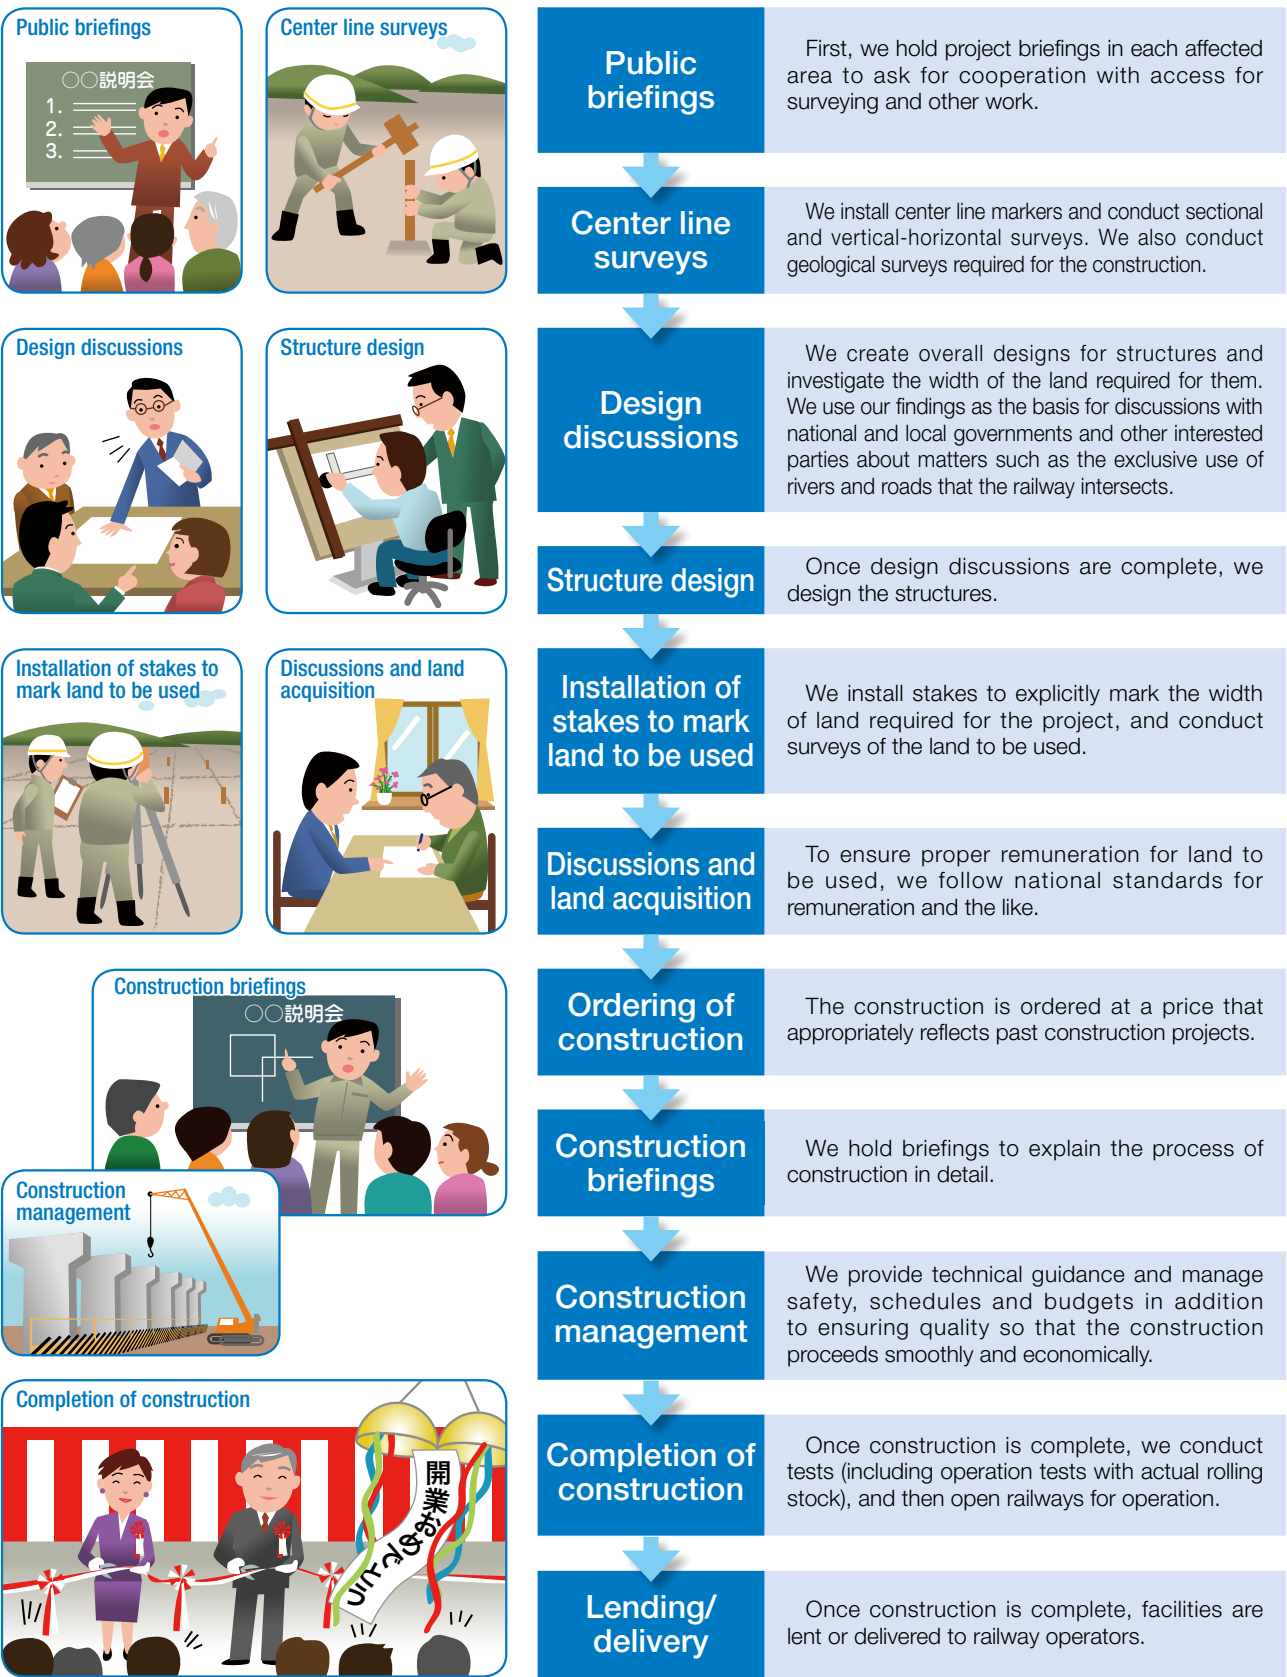 Public briefings
○○説明会
1.
2.
3.
Center line surveys
Design discussions
Structure design
Installation of stakes to
mark land to be used
Discussions and land
acquisition
Construction briefings
○○説明会
Construction
management
Completion of construction
開業おめでとう
Public
briefings
First, we hold project briefings in each affected
area to ask for cooperation with access for
surveying and other work.
Center line
surveys
We install center line markers and conduct sectional
and vertical-horizontal surveys. We also conduct
geological surveys required for the construction.
Design
discussions
We create overall designs for structures and
investigate the width of the land required for them.
We use our findings as the basis for discussions with
national and local governments and other interested
parties about matters such as the exclusive use of
rivers and roads that the railway intersects.
Structure design
Once design discussions are complete, we
design the structures.
Installation of
stakes to mark
land to be used
We install stakes to explicitly mark the width
of land required for the project, and conduct
surveys of the land to be used.
Discussions and
land acquisition
To ensure proper remuneration for land to
be used, we follow national standards for
remuneration and the like.
Ordering of
construction
The construction is ordered at a price that
appropriately reflects past construction projects.
Construction
briefings
We hold briefings to explain the process of
construction in detail.
Construction
management
We provide technical guidance and manage
safety, schedules and budgets in addition
to ensuring quality so that the construction
proceeds smoothly and economically.
Completion of
construction
Once construction is complete, we conduct
tests (including operation tests with actual rolling
stock), and then open railways for operation.
Lending/
delivery
Once construction is complete, facilities are
lent or delivered to railway operators.